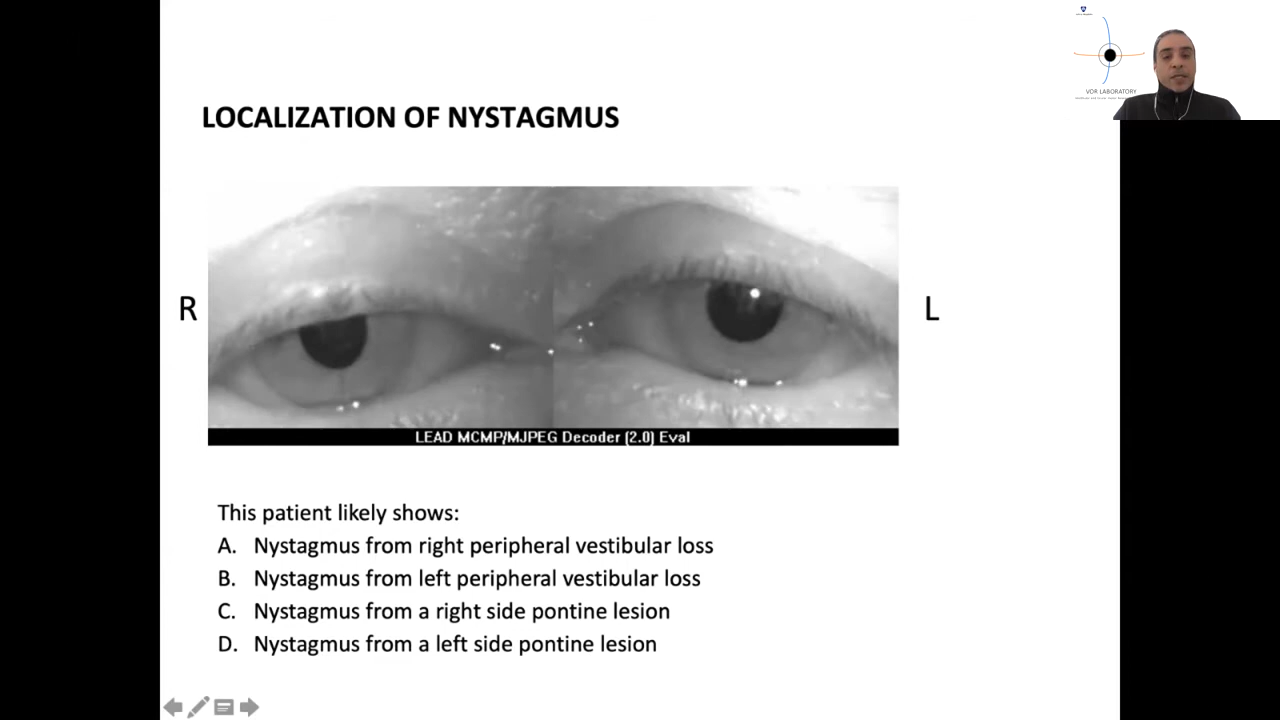 VOR LABORATORY
LOCALIZATION OF NYSTAGMUS
R
L
LEAD MCMP/MJPEG Decoder (2.0) Eval
This patient likely shows:
A. Nystagmus from right peripheral vestibular loss
B. Nystagmus from left peripheral vestibular loss
C. Nystagmus from a right side pontine lesion
D. Nystagmus from a left side pontine lesion